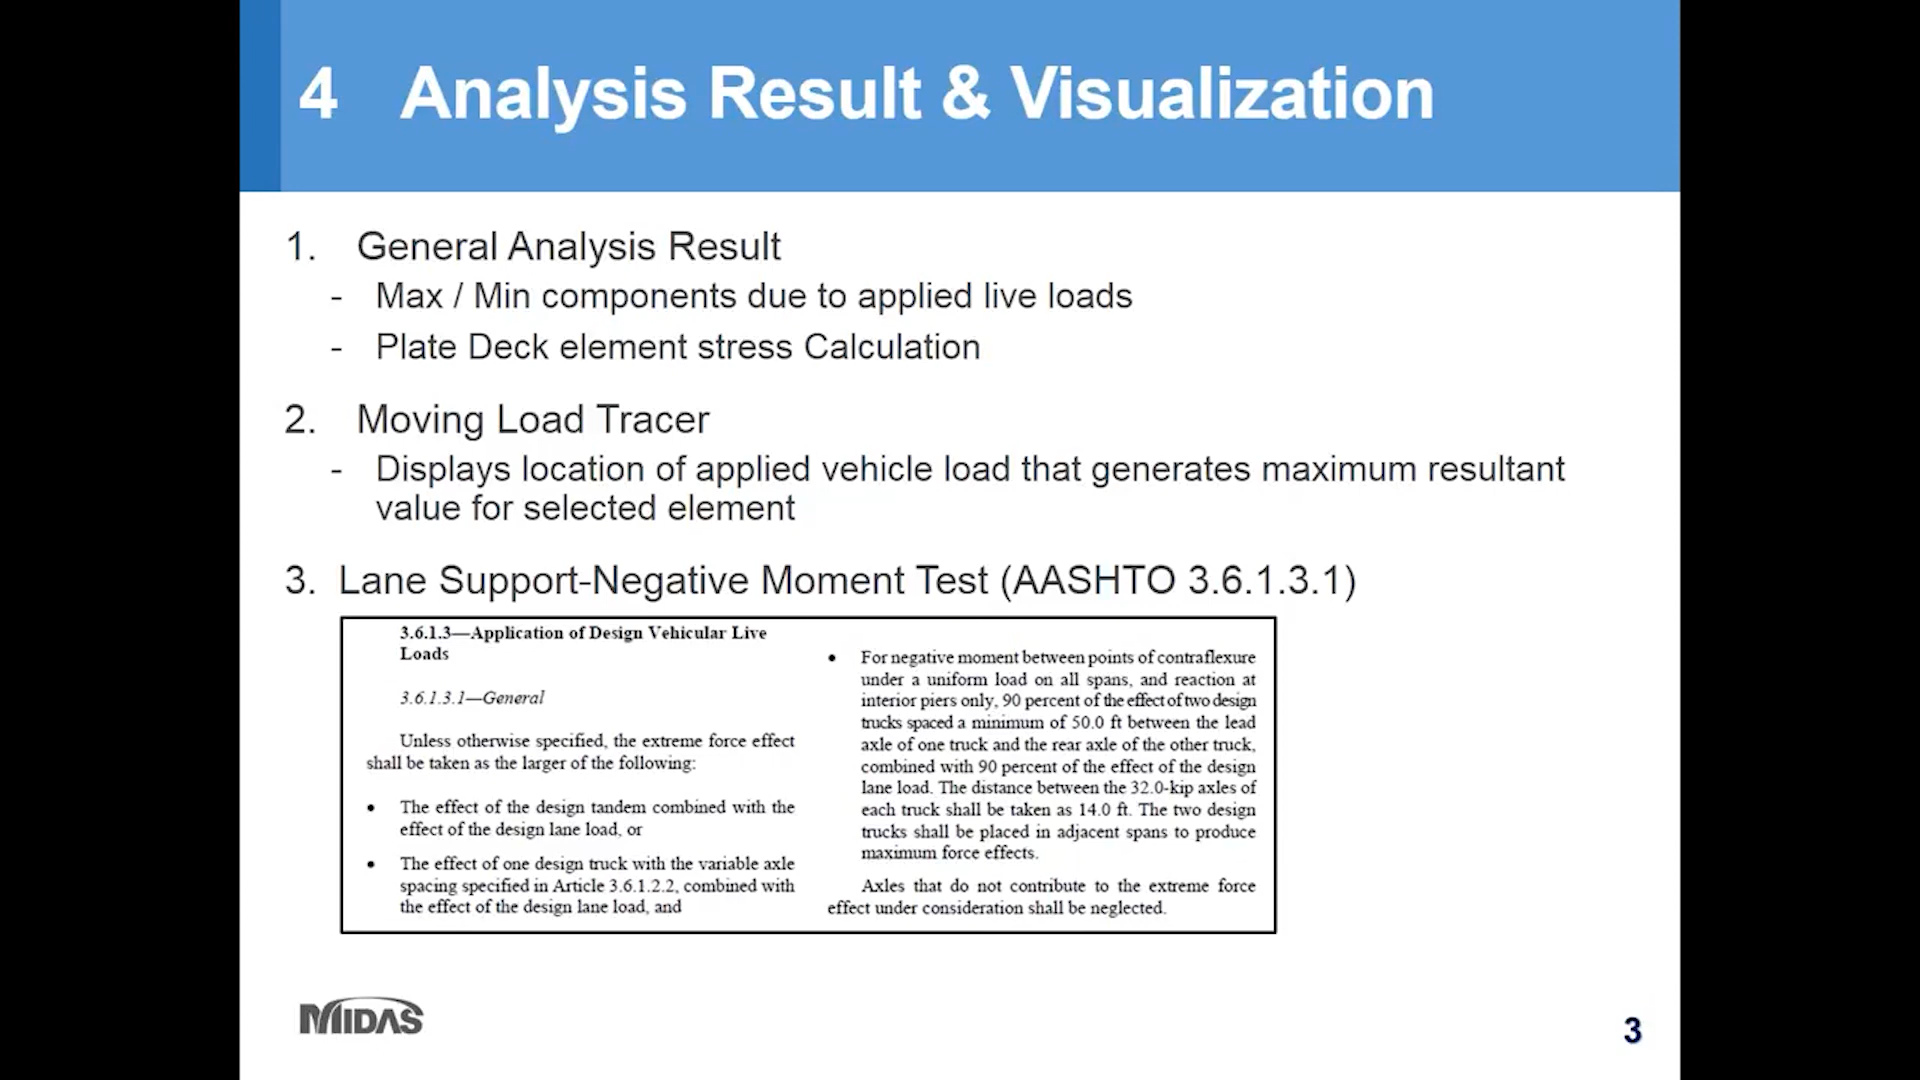 4 Analysis Result & Visualization
1. General Analysis Result
- Max / Min components due to applied live loads
- Plate Deck element stress Calculation
2. Moving Load Tracer
- Displays location of applied vehicle load that generates maximum resultant
value for selected element
3. Lane Support-Negative Moment Test (AASHTO 3.6.1.3.1)
3.6.1.3—Application of Design Vehicular Live
Loads
3.6.1.3.1—General
Unless otherwise specified, the extreme force effect
shall be taken as the larger of the following:
• The effect of the design tandem combined with the
effect of the design lane load, or
• The effect of one design truck with the variable axle
spacing specified in Article 3.6.1.2.2, combined with
the effect of the design lane load, and
• For negative moment between points of contraflexure
under a uniform load on all spans, and reaction at
interior piers only, 90 percent of the effect of two design
trucks spaced a minimum of 50.0 ft between the lead
axle of one truck and the rear axle of the other truck,
combined with 90 percent of the effect of the design
lane load. The distance between the 32.0-kip axles of
each truck shall be taken as 14.0 ft. The two design
trucks shall be placed in adjacent spans to produce
maximum force effects.
Axles that do not contribute to the extreme force
effect under consideration shall be neglected.
MIDAS
3